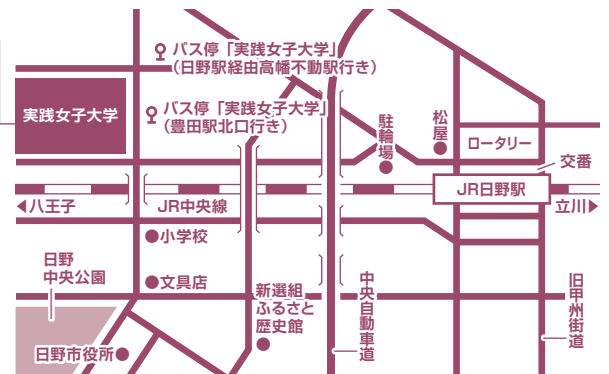 バス停「実践女子大学」
（日野駅経由高幡不動駅行き）
実践女子大学
バス停「実践女子大学」
（豊田駅北口行き）
駐輪場
松屋
ロータリー
交番
JR日野駅
◀八王子
JR中央線
立川▶
小学校
日野
中央公園
文具店
新選組
ふるさと
歴史館
中央自動車道
旧甲州街道
日野市役所